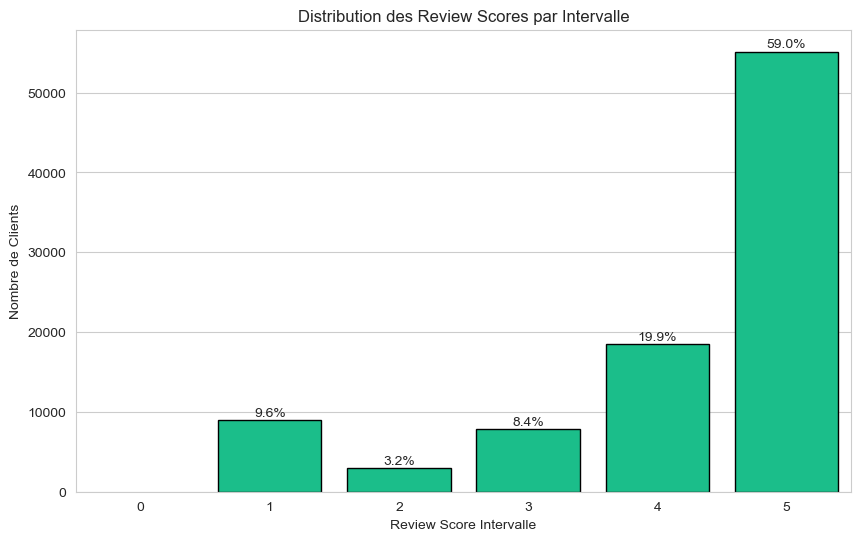 Distribution des Review Scores par Intervalle
59.0%
50000
40000
30000
20000
19.9%
10000
9.6%
8.4%
3.2%
0
0 1 2 3 4 5
Nombre de Clients
Review Score Intervalle